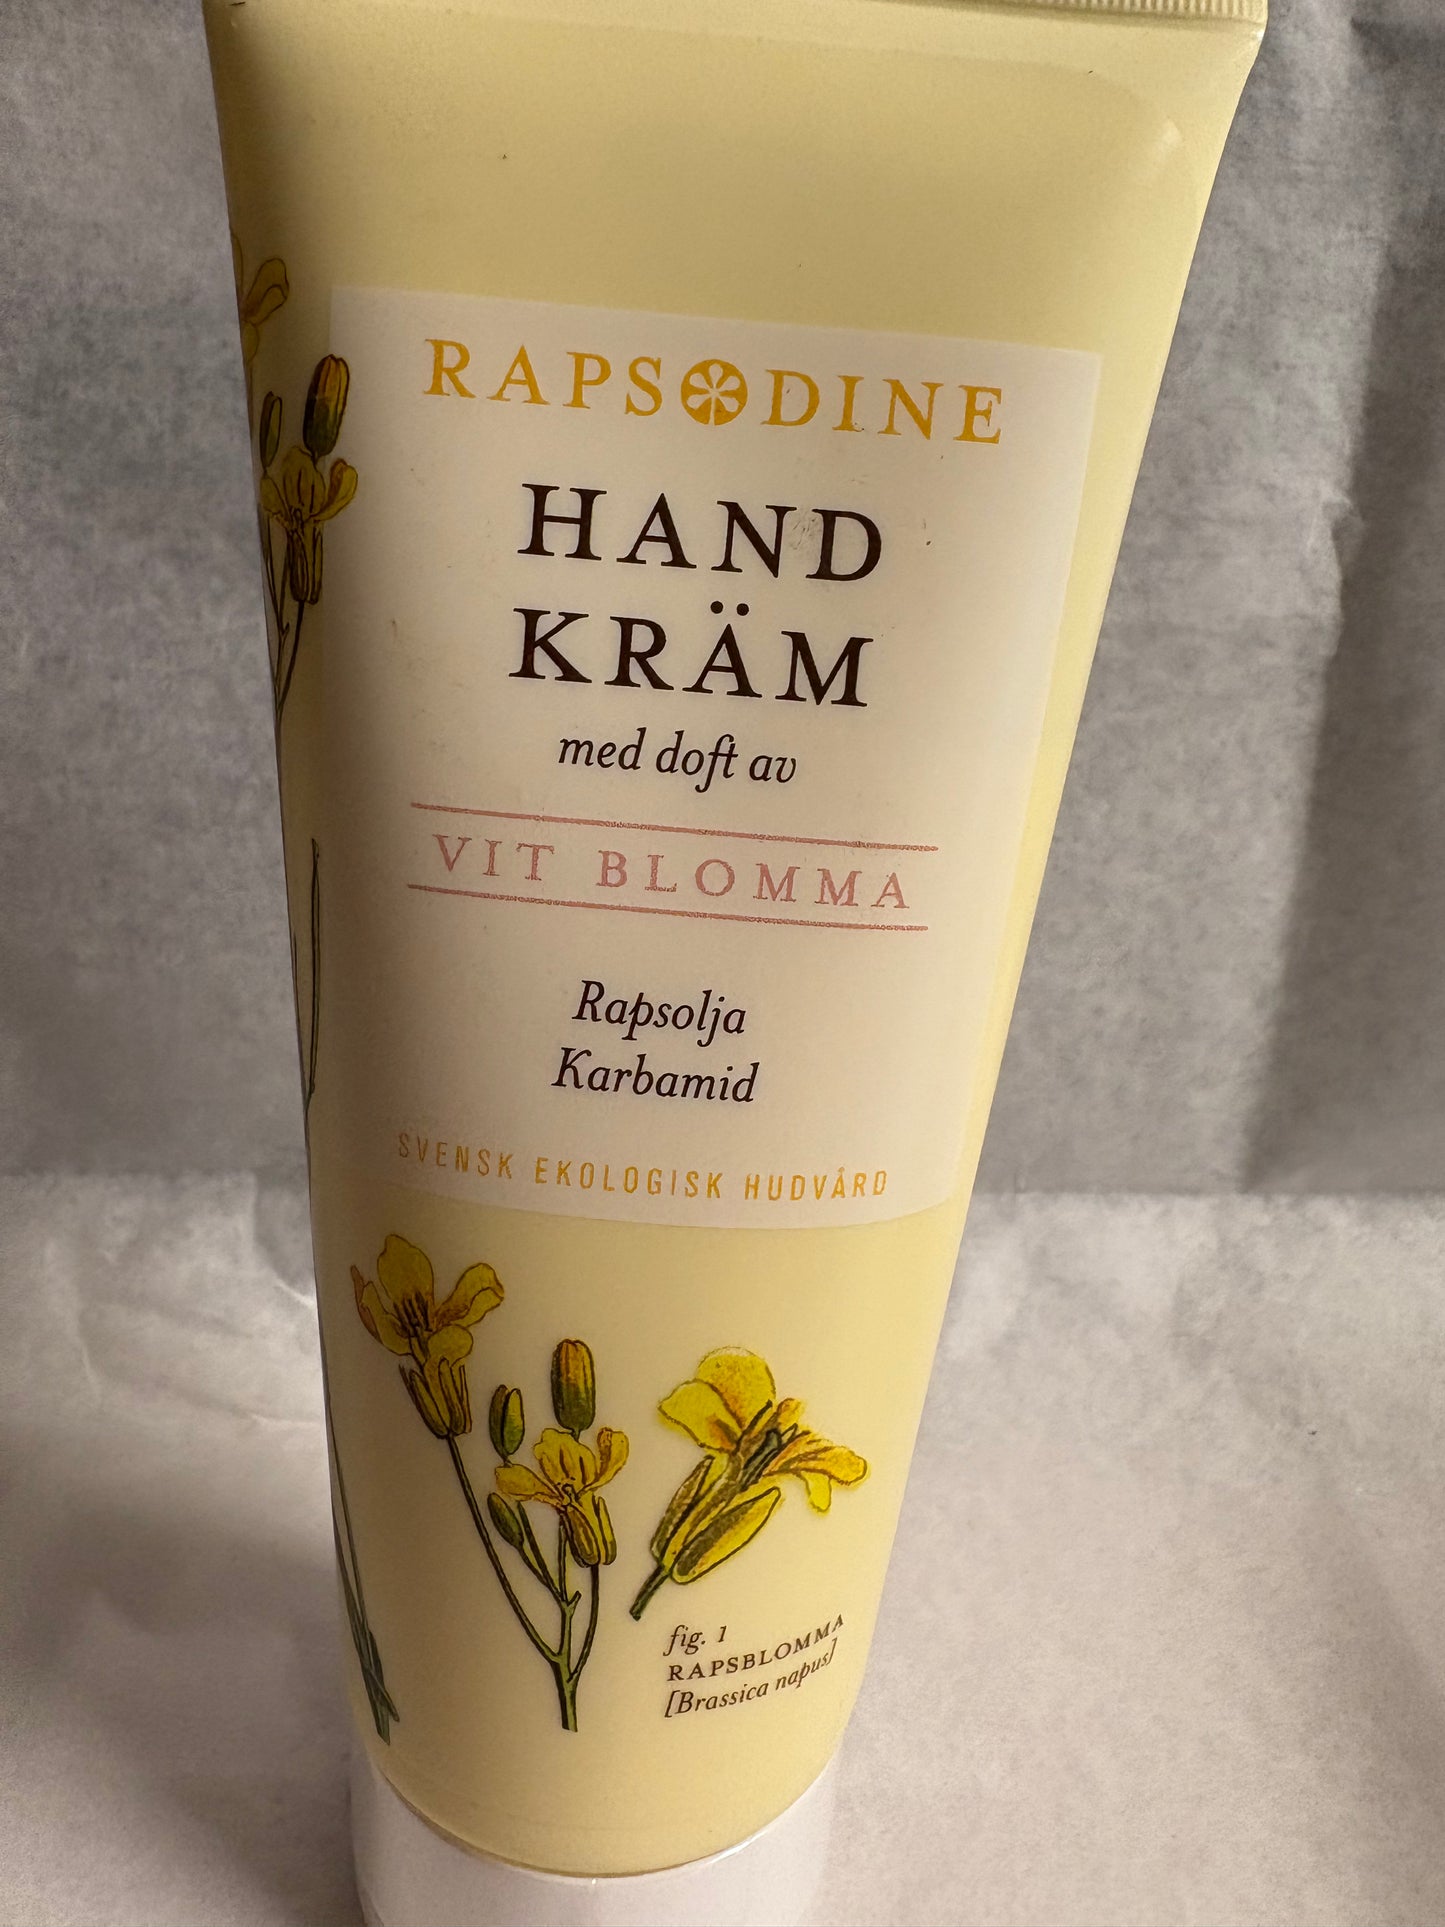 RAPSODINE
HAND
KRÄM
med doft av
VIT BLOMMA
Rapsolja
Karbamid
SVENSK EKOLOGISK HUDVÅRD
fig. 1
RAPSBLOMMA
[Brassica napus]